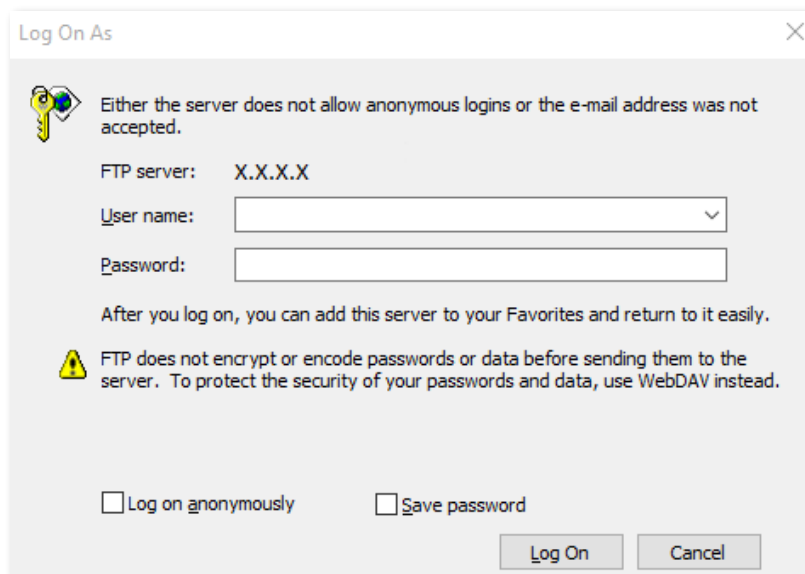 Log On As
Either the server does not allow anonymous logins or the e-mail address was not
accepted.
FTP server: X.X.X.X
User name:
Password:
After you log on, you can add this server to your Favorites and return to it easily.
FTP does not encrypt or encode passwords or data before sending them to the
server. To protect the security of your passwords and data, use WebDAV instead.
Log on anonymously Save password
Log On Cancel